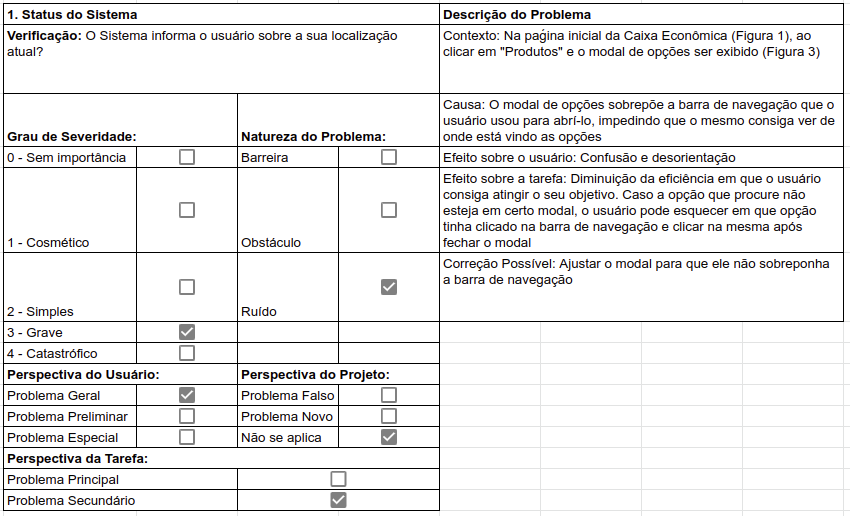 1. Status do Sistema
Descrição do Problema
Verificação: O Sistema informa o usuário sobre a sua localização
atual?
Contexto: Na pagína inicial da Caixa Econômica (Figura 1), ao
clicar em "Produtos" e o modal de opções ser exibido (Figura 3)
Grau de Severidade:
Natureza do Problema:
Causa: O modal de opções sobrepõe a barra de navegação que o
usuário usou para abrí-lo, impedindo que o mesmo consiga ver de
onde está vindo as opções
0 - Sem importância
Barreira
Efeito sobre o usuário: Confusão e desorientação
1 - Cosmético
Obstáculo
Efeito sobre a tarefa: Diminuição da eficiência em que o usuário
consiga atingir o seu objetivo. Caso a opção que procure não
esteja em certo modal, o usuário pode esquecer em que opção
tinha clicado na barra de navegação e clicar na mesma após
fechar o modal
2 - Simples
Ruído
Correção Possível: Ajustar o modal para que ele não sobreponha
a barra de navegação
3 - Grave
4 - Catastrófico
Perspectiva do Usuário:
Perspectiva do Projeto:
Problema Geral
Problema Falso
Problema Preliminar
Problema Novo
Problema Especial
Não se aplica
Perspectiva da Tarefa:
Problema Principal
Problema Secundário